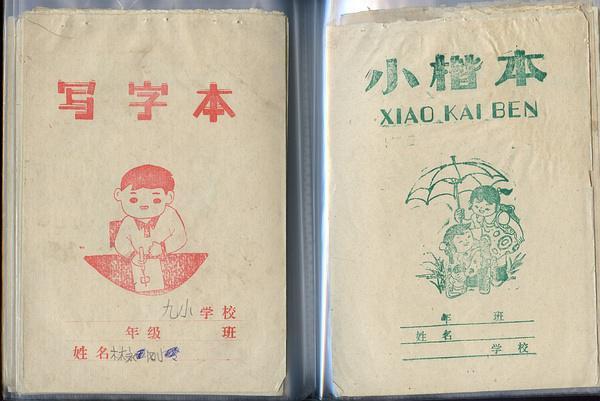 写字本
九小学校
年级 班
姓名 林
小楷本
XIAO KAI BEN
年 班
姓名
学校